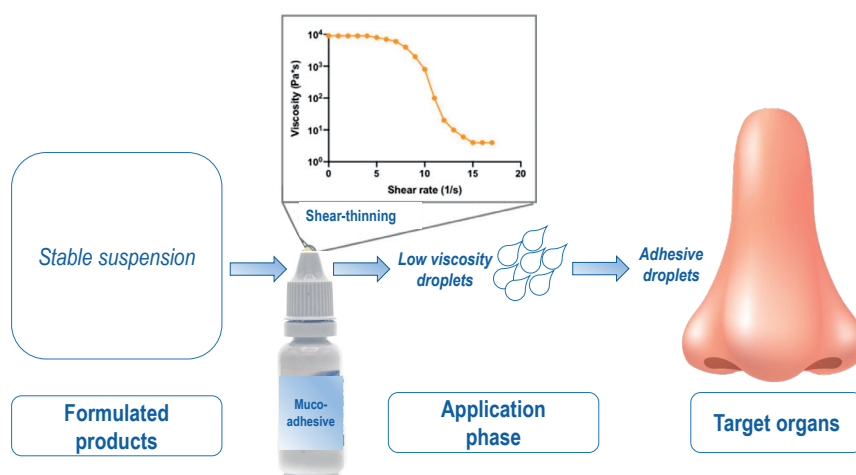 10⁴
10³
10²
10¹
10⁰
Viscosity (Pa*s)
0
5
10
15
20
Shear rate (1/s)
Shear-thinning
Stable suspension
Low viscosity
droplets
Adhesive
droplets
Muco-
adhesive
Formulated
products
Application
phase
Target organs